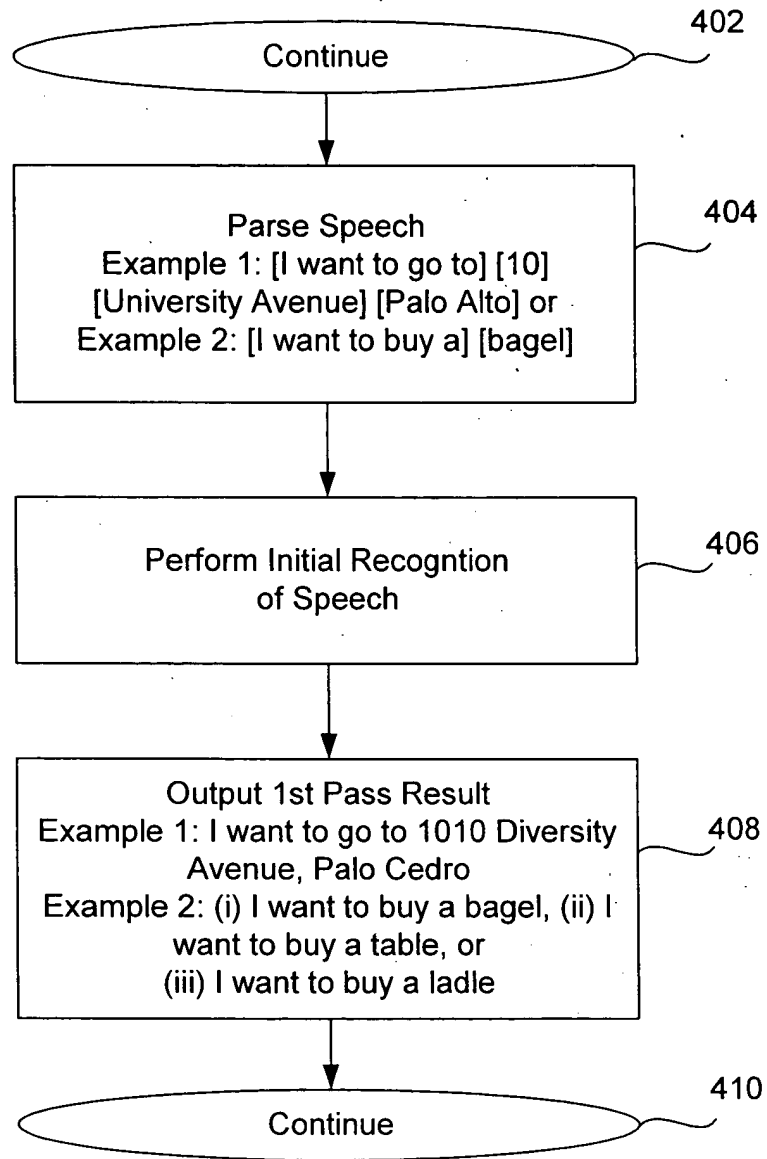 402
Continue
404
Parse Speech
Example 1: [I want to go to] [10]
[University Avenue] [Palo Alto] or
Example 2: [I want to buy a] [bagel]
406
Perform Initial Recogntion
of Speech
Output 1st Pass Result
Example 1: I want to go to 1010 Diversity
Avenue, Palo Cedro
408
Example 2: (i) I want to buy a bagel, (ii) I
want to buy a table, or
(iii) I want to buy a ladle
410
Continue